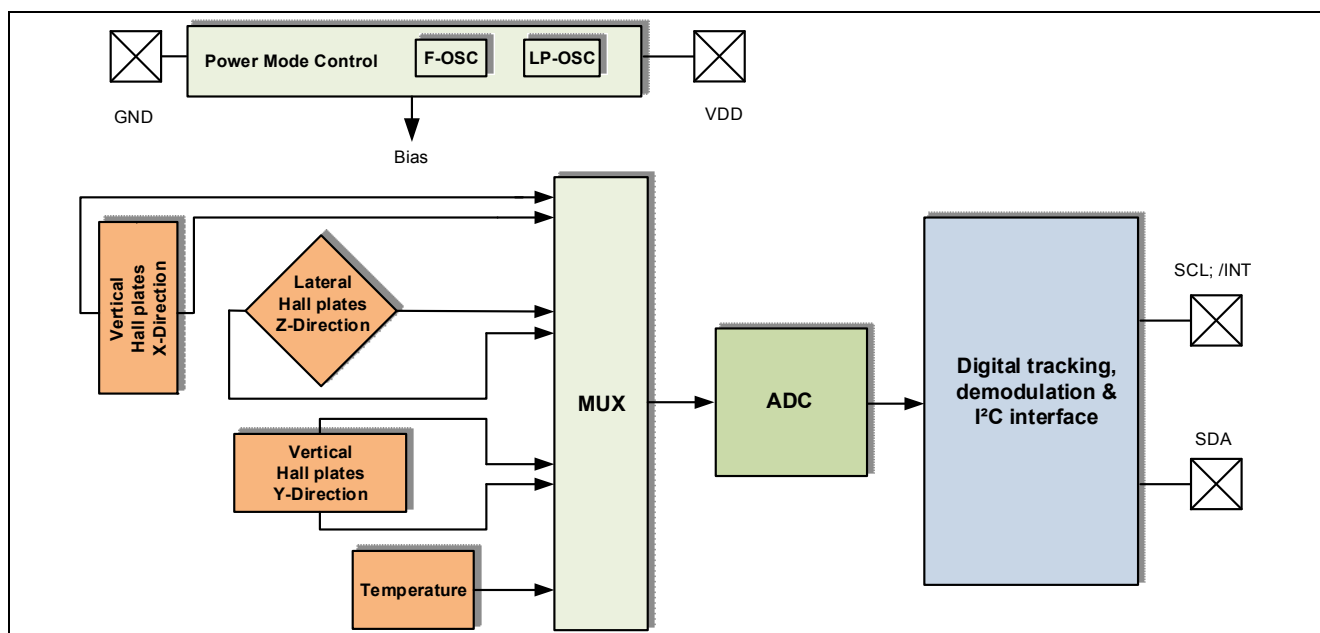 Power Mode Control
F-OSC
LP-OSC
GND
VDD
Bias
Vertical
Hall plates
X-Direction
Lateral
Hall plates
Z-Direction
Vertical
Hall plates
Y-Direction
Temperature
MUX
ADC
Digital tracking,
demodulation &
I²C interface
SCL; /INT
SDA